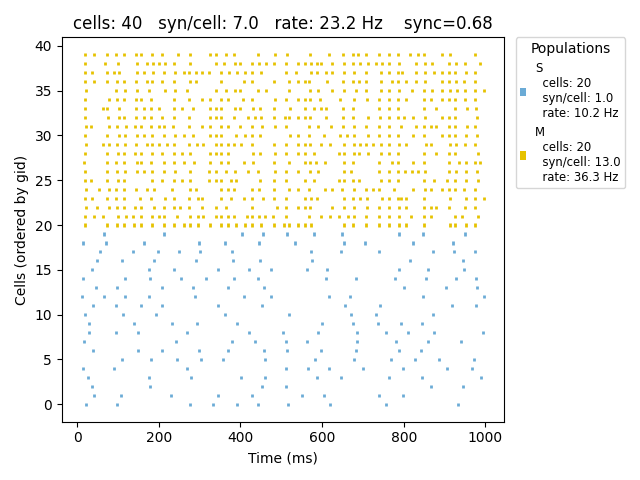 cells: 40   syn/cell: 7.0   rate: 23.2 Hz    sync=0.68
Populations
S
cells: 20
syn/cell: 1.0
rate: 10.2 Hz
M
cells: 20
syn/cell: 13.0
rate: 36.3 Hz
Cells (ordered by gid)
40
35
30
25
20
15
10
5
0
0 200 400 600 800 1000
Time (ms)